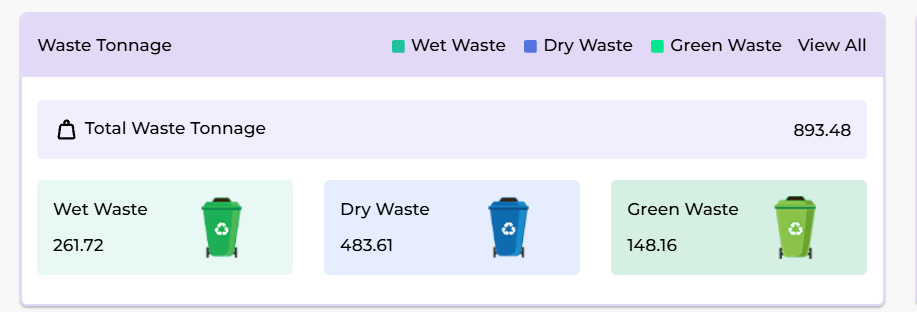 Waste Tonnage Wet Waste Dry Waste Green Waste View All
Total Waste Tonnage 893.48
Wet Waste Dry Waste Green Waste
261.72 483.61 148.16